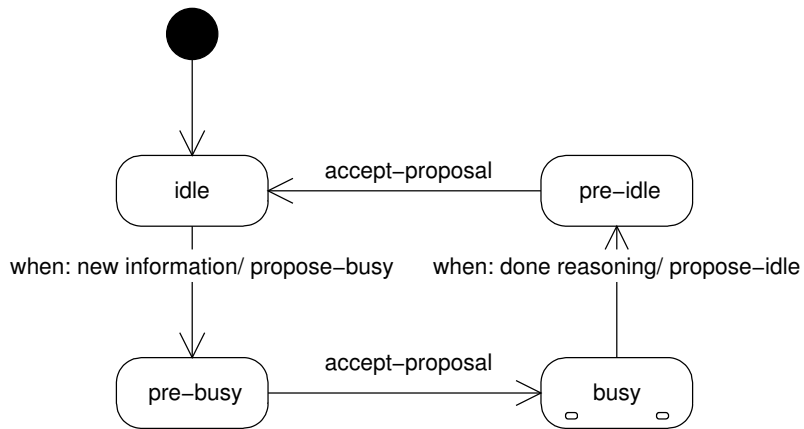 accept−proposal
idle
pre−idle
when: new information/ propose−busy
when: done reasoning/ propose−idle
accept−proposal
pre−busy
busy